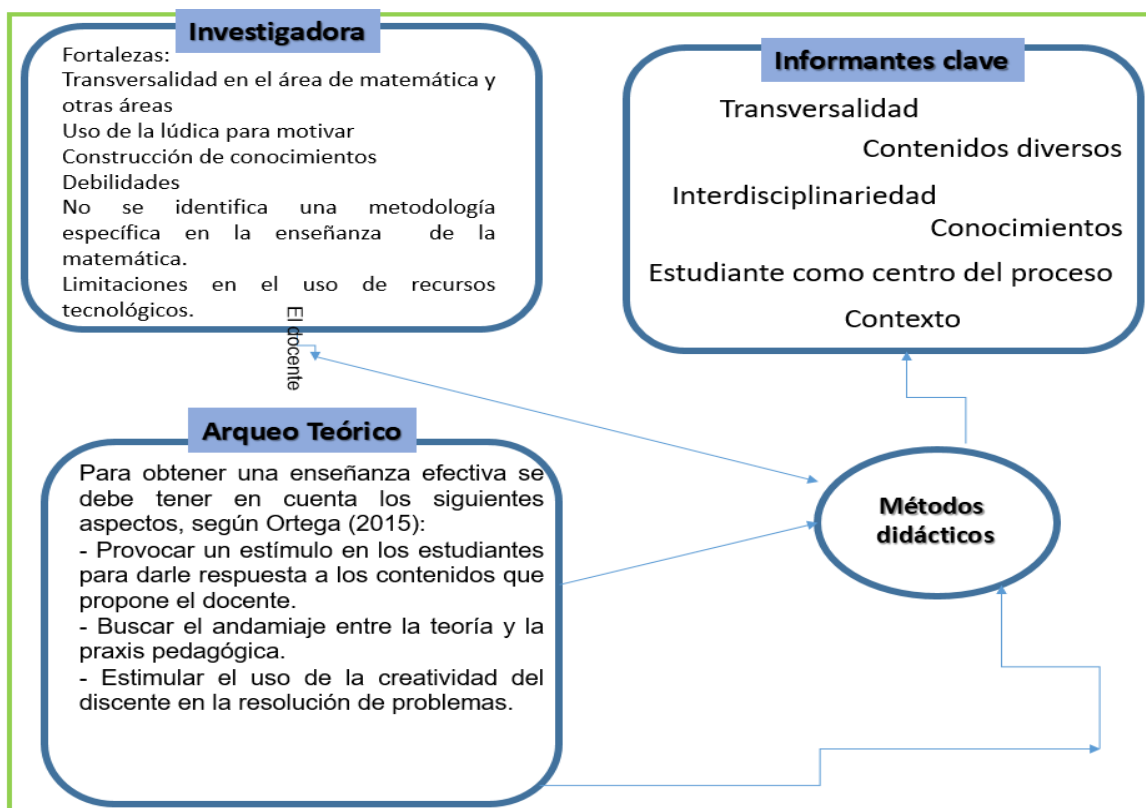 Investigadora
Fortalezas:
Transversalidad en el área de matemática y
otras áreas
Uso de la lúdica para motivar
Construcción de conocimientos
Debilidades
No se identifica una metodología
específica en la enseñanza de la
matemática.
Limitaciones en el uso de recursos
tecnológicos.
El docente
Informantes clave
Transversalidad
Contenidos diversos
Interdisciplinariedad
Conocimientos
Estudiante como centro del proceso
Contexto
Arqueo Teórico
Para obtener una enseñanza efectiva se
debe tener en cuenta los siguientes
aspectos, según Ortega (2015):
- Provocar un estímulo en los estudiantes
para darle respuesta a los contenidos que
propone el docente.
- Buscar el andamiaje entre la teoría y la
praxis pedagógica.
- Estimular el uso de la creatividad del
discente en la resolución de problemas.
Métodos
didácticos